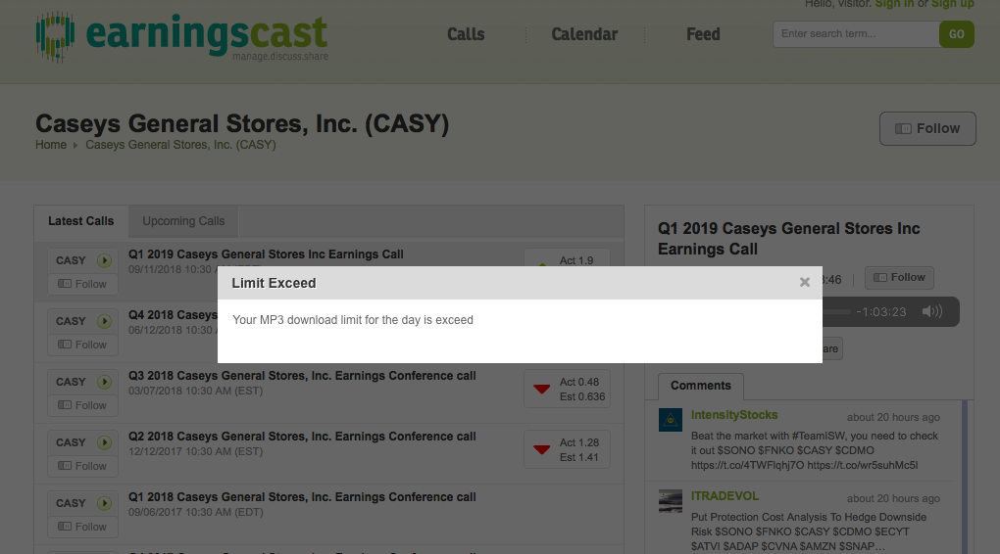 Hello, visitor. Sign in or Sign up
earningscast
manage.discuss.share
Calls
Calendar
Feed
Enter search term...
GO
Caseys General Stores, Inc. (CASY)
Home
Caseys General Stores, Inc. (CASY)
Follow
Latest Calls
Upcoming Calls
CASY
Follow
Q1 2019 Caseys General Stores Inc Earnings Call
09/11/2018 10:30
Act 1.9
Limit Exceed
Your MP3 download limit for the day is exceed
CASY
Follow
Q4 2018 Caseys
06/12/2018 10:30
CASY
Follow
Q3 2018 Caseys General Stores, Inc. Earnings Conference call
03/07/2018 10:30 AM (EST)
Act 0.48
Est 0.636
CASY
Follow
Q2 2018 Caseys General Stores, Inc. Earnings Conference call
12/12/2017 10:30 AM (EST)
Act 1.28
Est 1.41
CASY
Follow
Q1 2018 Caseys General Stores, Inc. Earnings Conference call
09/06/2017 10:30 AM (EDT)
Q1 2019 Caseys General Stores Inc
Earnings Call
3:46
Follow
-1:03:23
are
Comments
IntensityStocks
about 20 hours ago
Beat the market with #TeamISW, you need to check
it out $SONO $FNKO $CASY $CDMO
https://t.co/4TWFlqhj7O https://t.co/wr5suhMc5l
ITRADEVOL
about 20 hours ago
Put Protection Cost Analysis To Hedge Downside
Risk $SONO $FNKO $CASY $CDMO $ECYT
$ATVI $ADAP $CVNA $AMZN $SNAP...